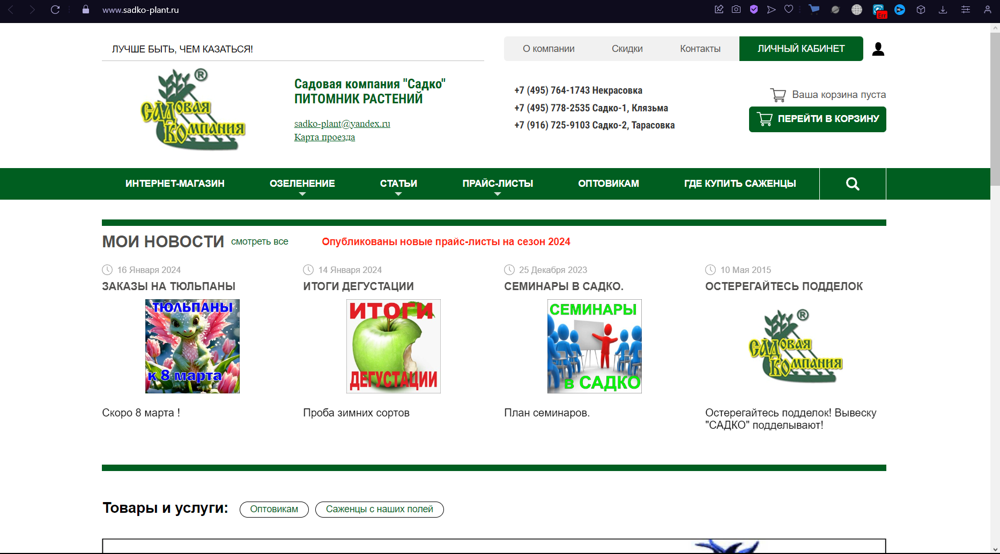 www.sadko-plant.ru
Err
ЛУЧШЕ БЫТЬ, ЧЕМ КАЗАТЬСЯ!
О компании
Скидки
Контакты
ЛИЧНЫЙ КАБИНЕТ
®
САДОВАЯ
КОМПАНИЯ
Садовая компания "Садко"
ПИТОМНИК РАСТЕНИЙ
sadko-plant@yandex.ru
Карта проезда
+7 (495) 764-1743 Некрасовка
+7 (495) 778-2535 Садко-1, Клязьма
+7 (916) 725-9103 Садко-2, Тарасовка
Ваша корзина пуста
ПЕРЕЙТИ В КОРЗИНУ
ИНТЕРНЕТ-МАГАЗИН
ОЗЕЛЕНЕНИЕ
СТАТЬИ
ПРАЙС-ЛИСТЫ
ОПТОВИКАМ
ГДЕ КУПИТЬ САЖЕНЦЫ
МОИ НОВОСТИ
смотреть все
Опубликованы новые прайс-листы на сезон 2024
16 Января 2024
ЗАКАЗЫ НА ТЮЛЬПАНЫ
ТЮЛЬПАНЫ
к 8 марта
Скоро 8 марта !
14 Января 2024
ИТОГИ ДЕГУСТАЦИИ
ИТОГИ
ДЕГУСТАЦИИ
Проба зимних сортов
25 Декабря 2023
СЕМИНАРЫ В САДКО.
СЕМИНАРЫ
в САДКО
План семинаров.
10 Мая 2015
ОСТЕРЕГАЙТЕСЬ ПОДДЕЛОК
®
САДОВАЯ
КОМПАНИЯ
Остерегайтесь подделок! Вывеску
"САДКО" подделывают!
Товары и услуги:
Оптовикам
Саженцы с наших полей